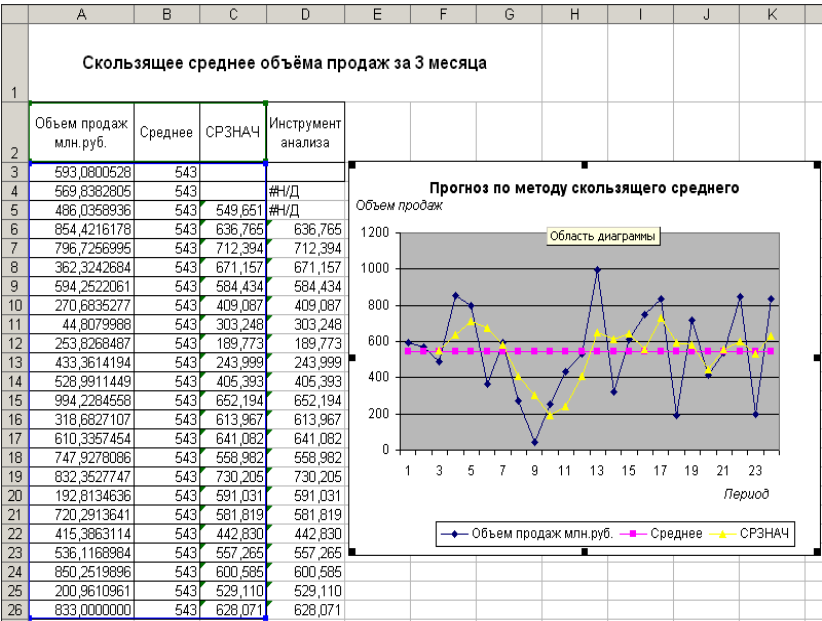 A B C D E F G H I J K
1 Скользящее среднее объёма продаж за 3 месяца
2 Объем продаж млн.руб. Среднее СРЗНАЧ Инструмент анализа
3 593,0800528 543
4 569,8382805 543 #Н/Д
5 486,0358936 543 549,651 #Н/Д
6 854,4216178 543 636,765 636,765
7 796,7256995 543 712,394 712,394
8 362,3242684 543 671,157 671,157
9 594,2522061 543 584,434 584,434
10 270,6835277 543 409,087 409,087
11 44,8079988 543 303,248 303,248
12 253,8268487 543 189,773 189,773
13 433,3614194 543 243,999 243,999
14 528,9911449 543 405,393 405,393
15 994,2284558 543 652,194 652,194
16 318,6827107 543 613,967 613,967
17 610,3357454 543 641,082 641,082
18 747,9278086 543 558,982 558,982
19 832,3527747 543 730,205 730,205
20 192,8134636 543 591,031 591,031
21 720,2913641 543 581,819 581,819
22 415,3863114 543 442,830 442,830
23 536,1168984 543 557,265 557,265
24 850,2519896 543 600,585 600,585
25 200,9610961 543 529,110 529,110
26 833,0000000 543 628,071 628,071
Прогноз по методу скользящего среднего
Объем продаж
Область диаграммы
1200
1000
800
600
400
200
0
1 3 5 7 9 11 13 15 17 19 21 23
Период
Объем продаж млн.руб. Среднее СРЗНАЧ